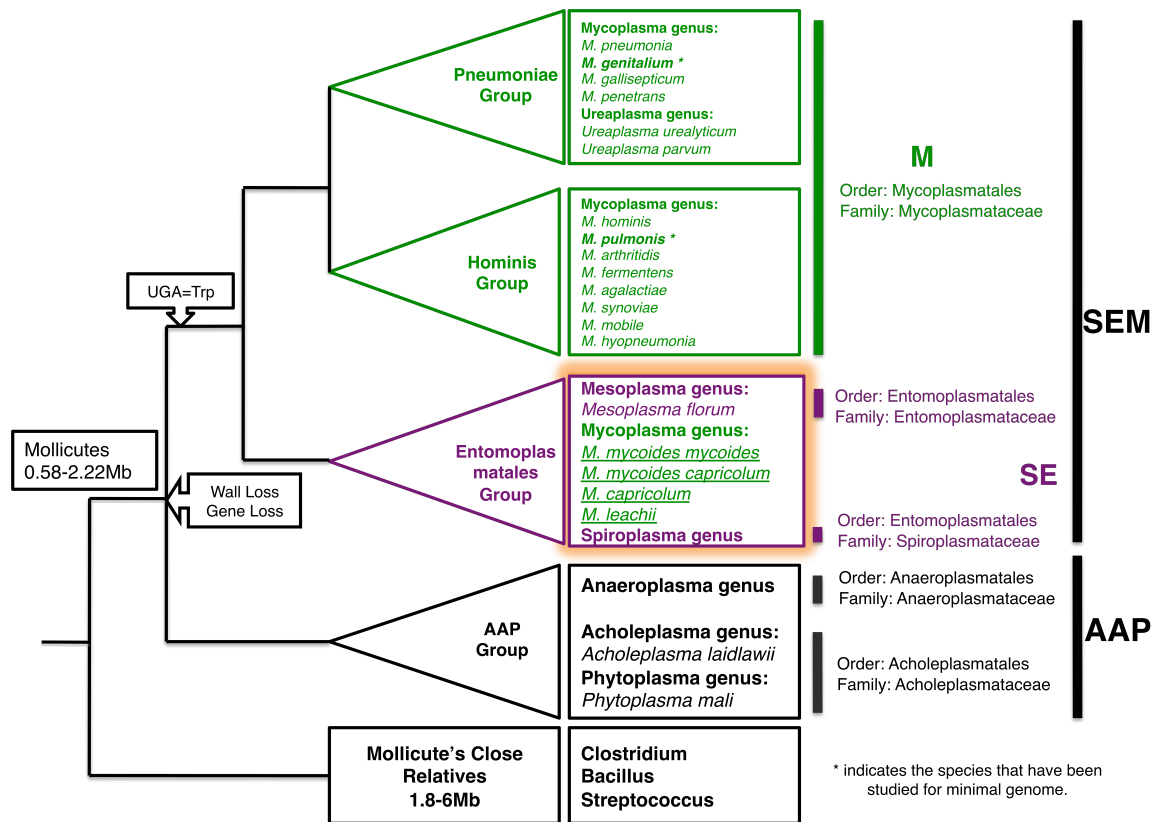 Pneumoniae
Group
Mycoplasma genus:
M. pneumonia
M. genitalium *
M. gallisepticum
M. penetrans
Ureaplasma genus:
Ureaplasma urealyticum
Ureaplasma parvum
M
Order: Mycoplasmatales
Family: Mycoplasmataceae
Hominis
Group
Mycoplasma genus:
M. hominis
M. pulmonis *
M. arthritidis
M. fermentens
M. agalactiae
M. synoviae
M. mobile
M. hyopneumonia
UGA=Trp
SEM
Entomoplas
matales
Group
Mesoplasma genus:
Mesoplasma florum
Mycoplasma genus:
M. mycoides mycoides
M. mycoides capricolum
M. capricolum
M. leachii
Spiroplasma genus
Order: Entomoplasmatales
Family: Entomoplasmataceae
SE
Order: Entomoplasmatales
Family: Spiroplasmataceae
Mollicutes
0.58-2.22Mb
Wall Loss
Gene Loss
AAP
Group
Anaeroplasma genus
Acholeplasma genus:
Acholeplasma laidlawii
Phytoplasma genus:
Phytoplasma mali
Order: Anaeroplasmatales
Family: Anaeroplasmataceae
Order: Acholeplasmatales
Family: Acholeplasmataceae
AAP
Mollicute's Close
Relatives
1.8-6Mb
Clostridium
Bacillus
Streptococcus
* indicates the species that have been
studied for minimal genome.